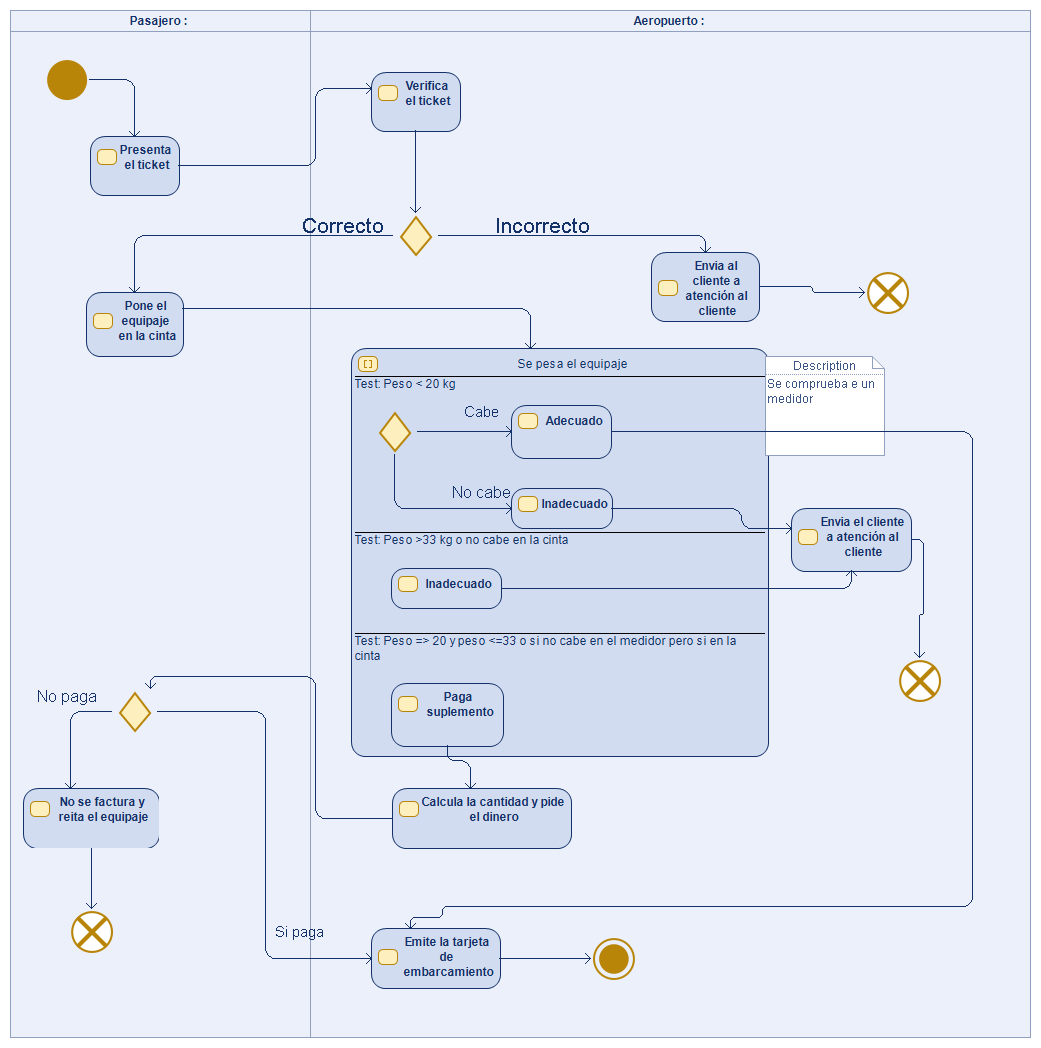 Pasajero :
Aeropuerto :
Verifica
el ticket
Presenta
el ticket
Correcto
Incorrecto
Envia al
cliente a
atención al
cliente
Pone el
equipaje
en la cinta
Se pesa el equipaje
Description
Se comprueba e un
medidor
Test: Peso < 20 kg
Cabe
Adecuado
No cabe
Inadecuado
Envia el cliente
a atención al
cliente
Test: Peso >33 kg o no cabe en la cinta
Inadecuado
Test: Peso => 20 y peso <=33 o si no cabe en el medidor pero si en la
cinta
Paga
suplemento
No paga
No se factura y
reita el equipaje
Calcula la cantidad y pide
el dinero
Si paga
Emite la tarjeta
de
embarcamiento